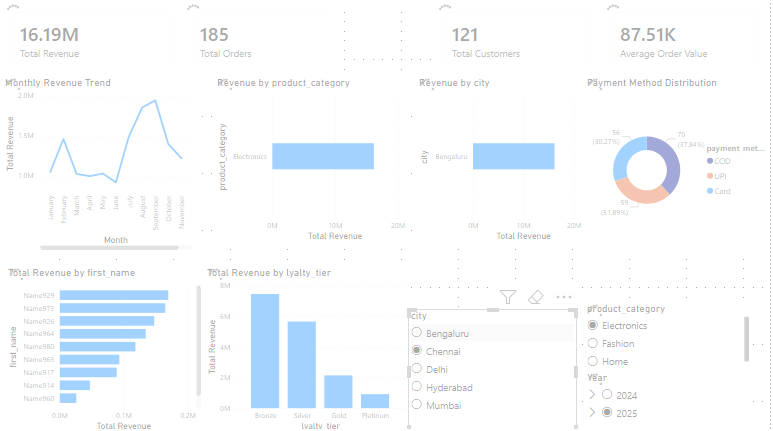 16.19M
Total Revenue
185
Total Orders
121
Total Customers
87.51K
Average Order Value
Monthly Revenue Trend
Total Revenue
2.0M
1.5M
1.0M
January
February
March
April
May
June
July
August
September
October
November
Month
Revenue by product_category
product_category
Electronics
0M
10M
20M
Total Revenue
Revenue by city
city
Bengaluru
0M
10M
20M
Total Revenue
Payment Method Distribution
56
(30.27%)
70
(37.84%)
59
(31.89%)
payment_met...
COD
UPI
Card
Total Revenue by first_name
first_name
Name929
Name973
Name926
Name964
Name980
Name963
Name917
Name914
Name960
0.0M
0.1M
0.2M
Total Revenue
Total Revenue by lyalty_tier
Total Revenue
8M
6M
4M
2M
0M
Bronze
Silver
Gold
Platinum
lyalty_tier
city
Bengaluru
Chennai
Delhi
Hyderabad
Mumbai
product_category
Electronics
Fashion
Home
Year
2024
2025